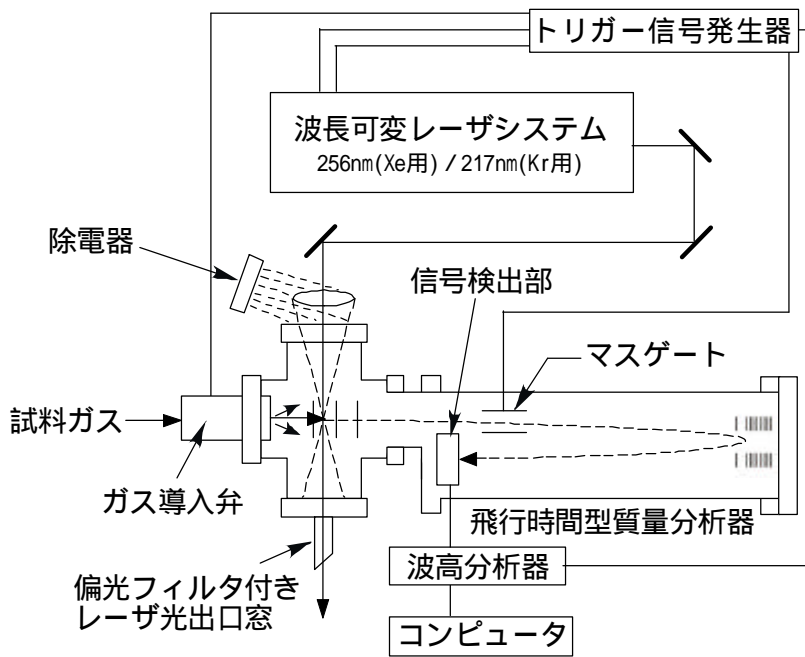 トリガー信号発生器
波長可変レーザシステム
256nm(Xe用) / 217nm(Kr用)
除電器
信号検出部
マスゲート
試料ガス
ガス導入弁
飛行時間型質量分析器
偏光フィルタ付き
レーザ光出口窓
波高分析器
コンピュータ